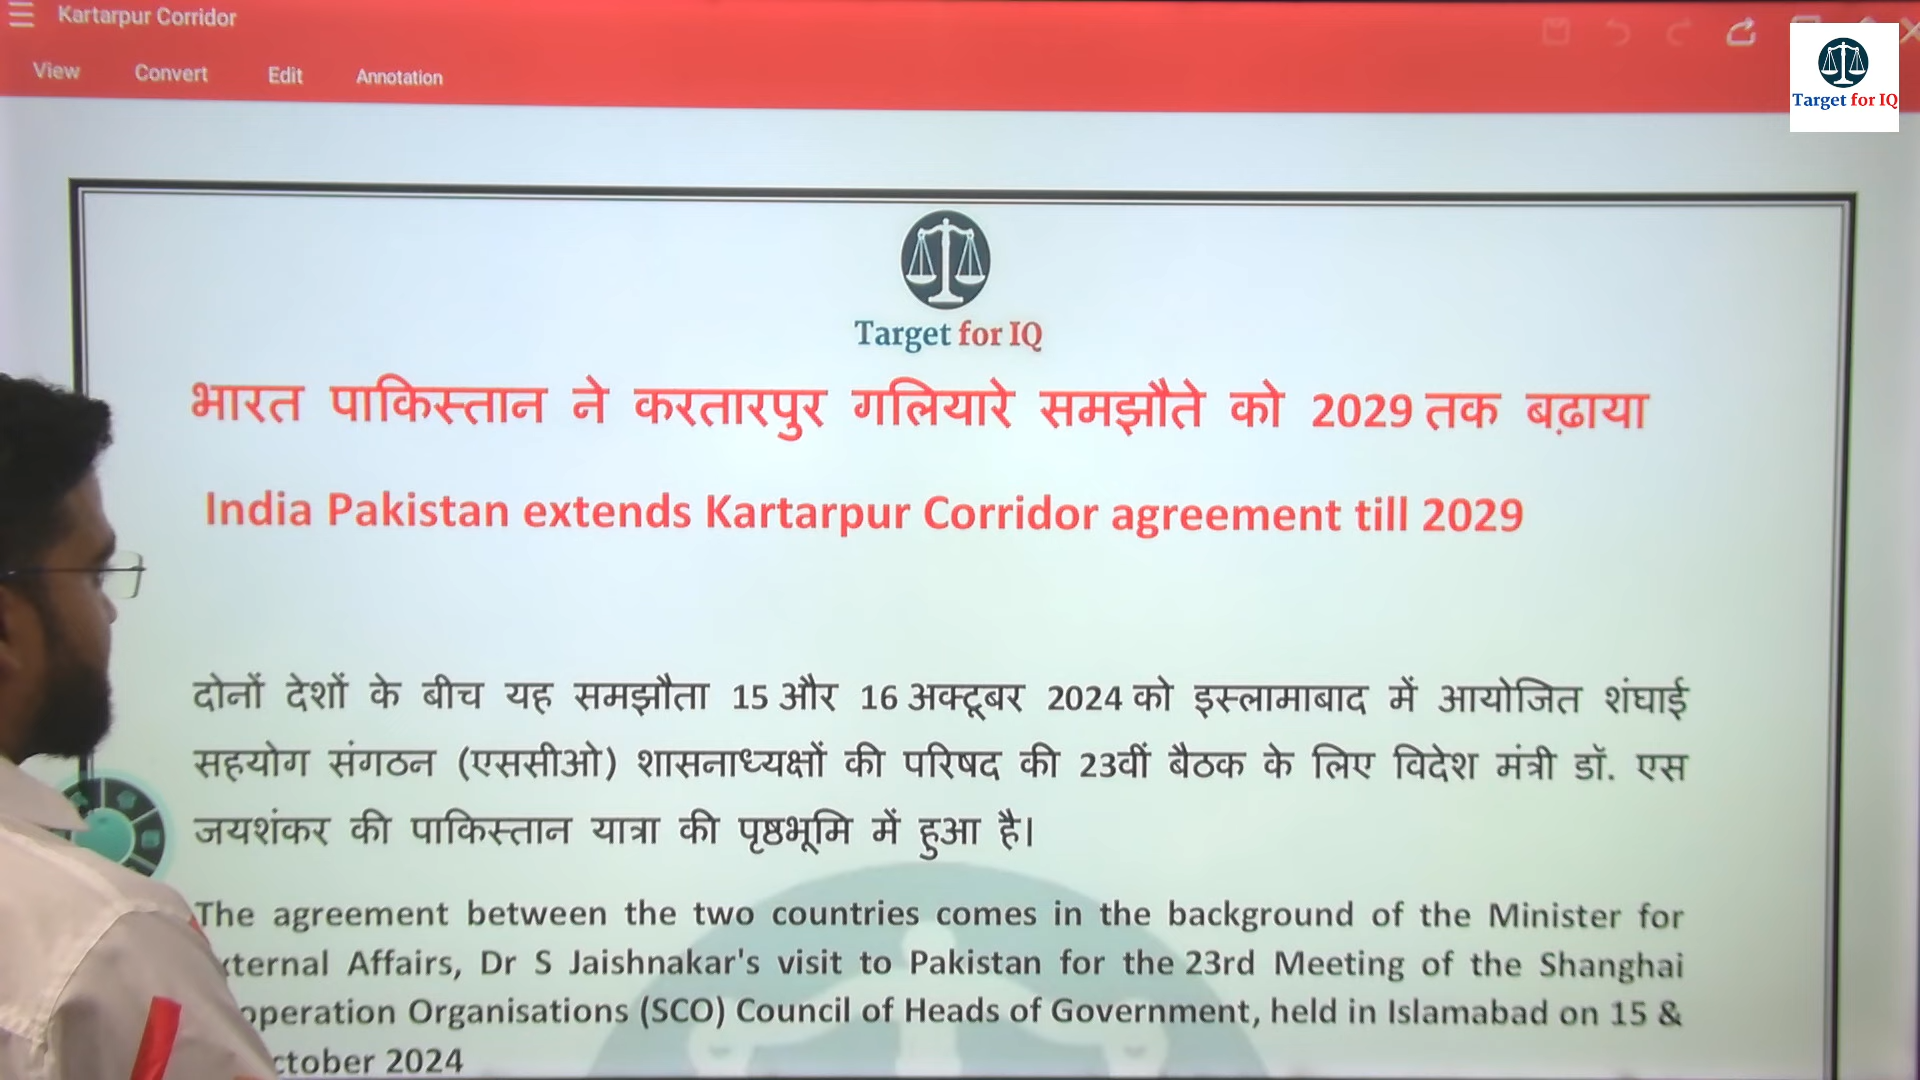 Kartarpur Corridor
View Convert Edit Annotation
Target for IQ
Target for IQ
भारत पाकिस्तान ने करतारपुर गलियारे समझौते को 2029 तक बढ़ाया
India Pakistan extends Kartarpur Corridor agreement till 2029
दोनों देशों के बीच यह समझौता 15 और 16 अक्टूबर 2024 को इस्लामाबाद में आयोजित शंघाई
सहयोग संगठन (एससीओ) शासनाध्यक्षों की परिषद की 23वीं बैठक के लिए विदेश मंत्री डॉ. एस
जयशंकर की पाकिस्तान यात्रा की पृष्ठभूमि में हुआ है।
The agreement between the two countries comes in the background of the Minister for
ternal Affairs, Dr S Jaishnakar's visit to Pakistan for the 23rd Meeting of the Shanghai
operation Organisations (SCO) Council of Heads of Government, held in Islamabad on 15 &
ctober 2024